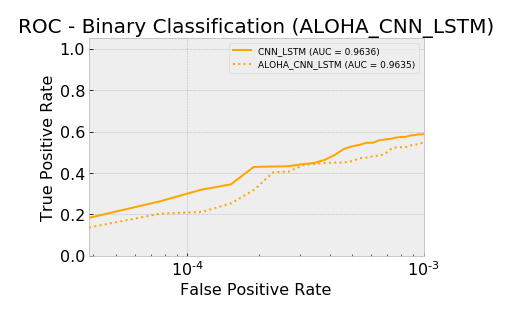 ROC - Binary Classification (ALOHA_CNN_LSTM)
1.0
CNN_LSTM (AUC = 0.9636)
ALOHA_CNN_LSTM (AUC = 0.9635)
0.8
0.6
0.4
0.2
0.0
True Positive Rate
10⁻⁴
10⁻³
False Positive Rate